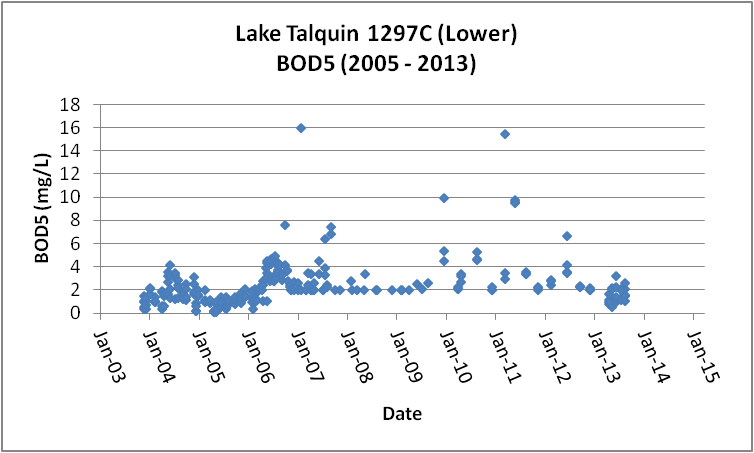 Lake Talquin 1297C (Lower)
BOD5 (2005 - 2013)
BOD5 (mg/L)
18
16
14
12
10
8
6
4
2
0
Jan-03
Jan-04
Jan-05
Jan-06
Jan-07
Jan-08
Jan-09
Jan-10
Jan-11
Jan-12
Jan-13
Jan-14
Jan-15
Date